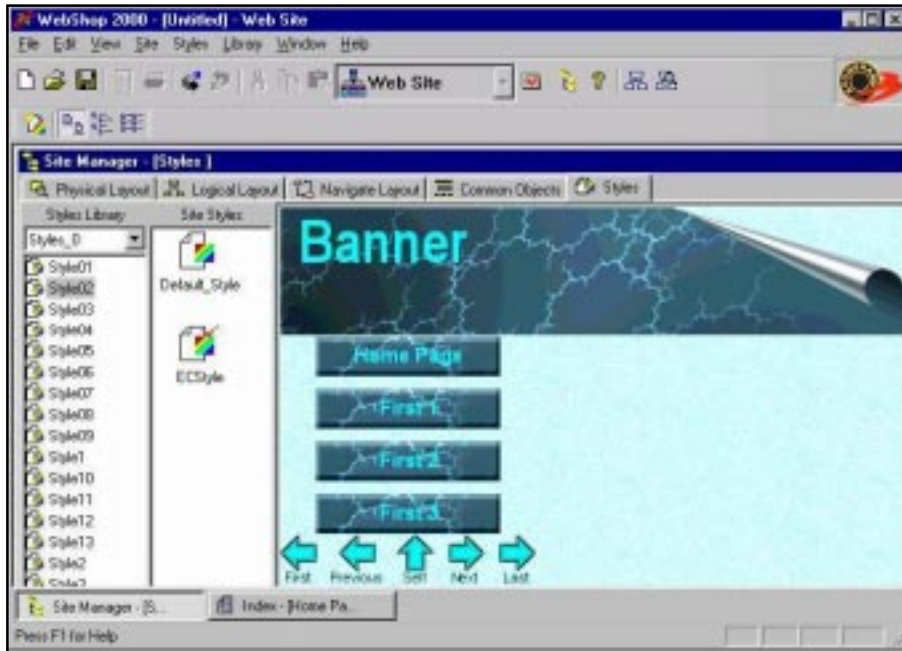 WebShop 2000 - [Untitled] - Web Site
File Edit View Site Styles Library Window Help
Web Site
Site Manager - [Styles ]
Physical Layout Logical Layout Navigate Layout Common Objects Styles
Styles Library Site Styles
Styles_0
Style01
Style02
Style03
Style04
Style05
Style06
Style07
Style08
Style09
Style1
Style10
Style11
Style12
Style13
Style2
Style3
Default_Style
ECStyle
Banner
Home Page
First 1
First 2
First 3
First Previous Self Next Last
Site Manager - [S... Index - [Home Pa...
Press F1 for Help